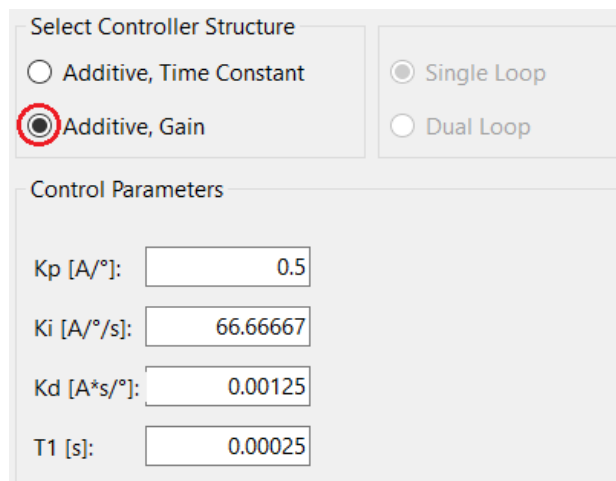 Select Controller Structure
Additive, Time Constant
Single Loop
Additive, Gain
Dual Loop
Control Parameters
Kp [A/°]: 0.5
Ki [A/°/s]: 66.66667
Kd [A*s/°]: 0.00125
T1 [s]: 0.00025